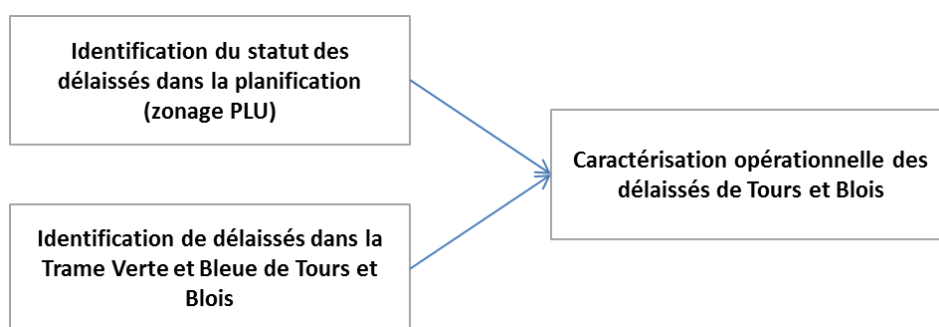 Identification du statut des
délaissés dans la planification
(zonage PLU)
Caractérisation opérationnelle des
délaissés de Tours et Blois
Identification de délaissés dans la
Trame Verte et Bleue de Tours et
Blois